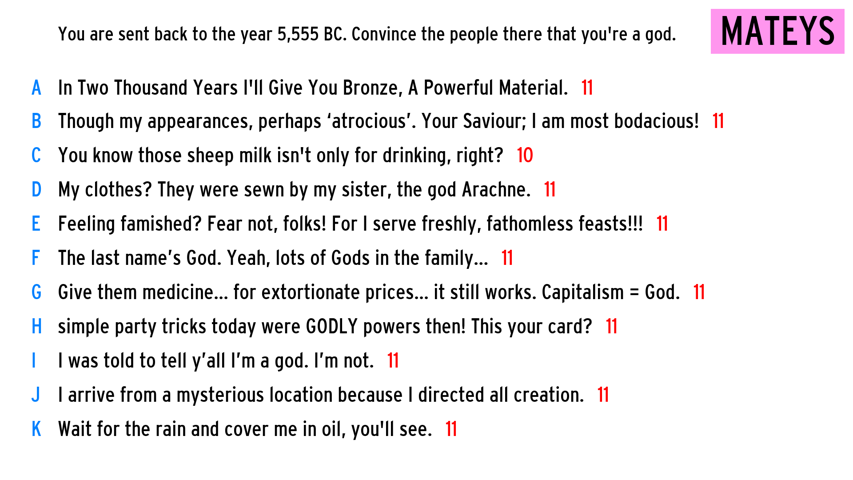 You are sent back to the year 5,555 BC. Convince the people there that you're a god.
MATEYS
A In Two Thousand Years I'll Give You Bronze, A Powerful Material. 11
B Though my appearances, perhaps ‘atrocious’. Your Saviour; I am most bodacious! 11
C You know those sheep milk isn't only for drinking, right? 10
D My clothes? They were sewn by my sister, the god Arachne. 11
E Feeling famished? Fear not, folks! For I serve freshly, fathomless feasts!!! 11
F The last name’s God. Yeah, lots of Gods in the family... 11
G Give them medicine... for extortionate prices... it still works. Capitalism = God. 11
H simple party tricks today were GODLY powers then! This your card? 11
I I was told to tell y’all I’m a god. I’m not. 11
J I arrive from a mysterious location because I directed all creation. 11
K Wait for the rain and cover me in oil, you'll see. 11